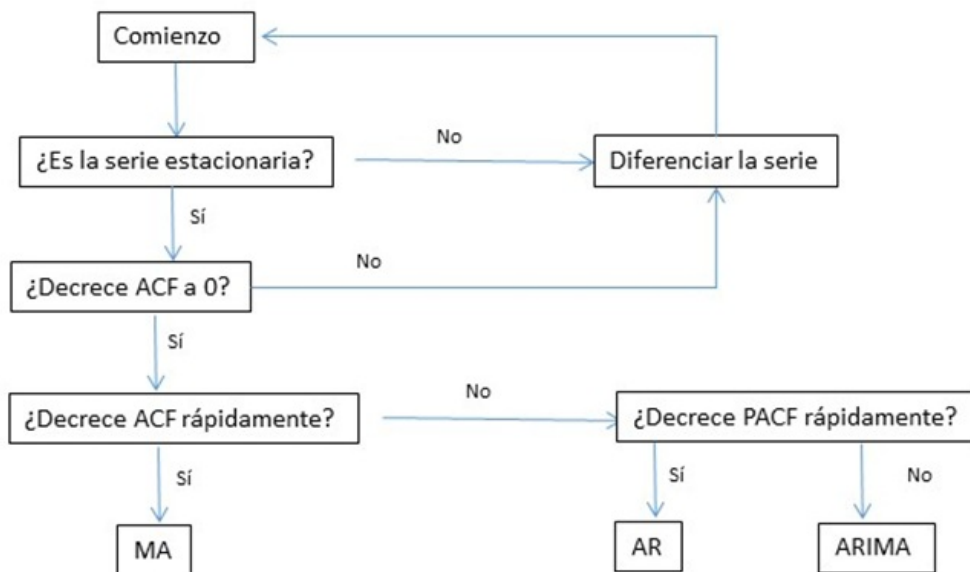 Comienzo
No
¿Es la serie estacionaria?
Diferenciar la serie
Sí
No
¿Decrece ACF a 0?
Sí
No
¿Decrece ACF rápidamente?
¿Decrece PACF rápidamente?
Sí
Sí
No
MA
AR
ARIMA